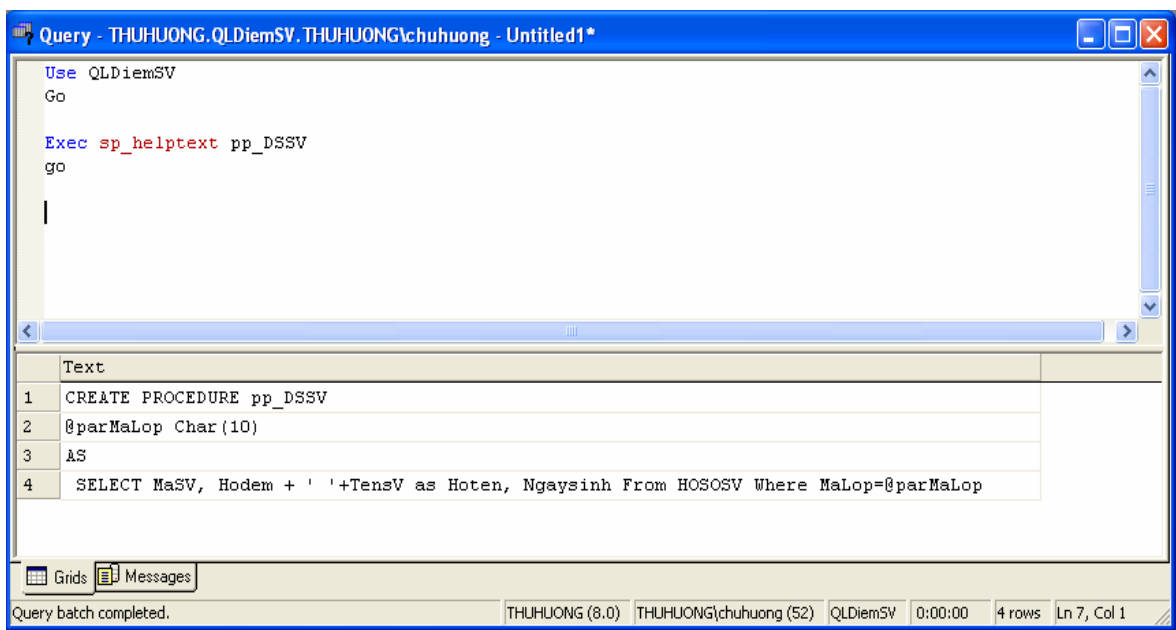 Query - THUHUONG.QLDiemSV.THUHUONG\chuhuong - Untitled1*
Use QLDiemSV
Go
Exec sp_helptext pp_DSSV
go
Text
1 CREATE PROCEDURE pp_DSSV
2 @parMaLop Char(10)
3 AS
4 SELECT MaSV, Hodem + ' '+TensV as Hoten, Ngaysinh From HOSOSV Where MaLop=@parMaLop
Grids Messages
Query batch completed. THUHUONG (8.0) THUHUONG\chuhuong (52) QLDiemSV 0:00:00 4 rows Ln 7, Col 1